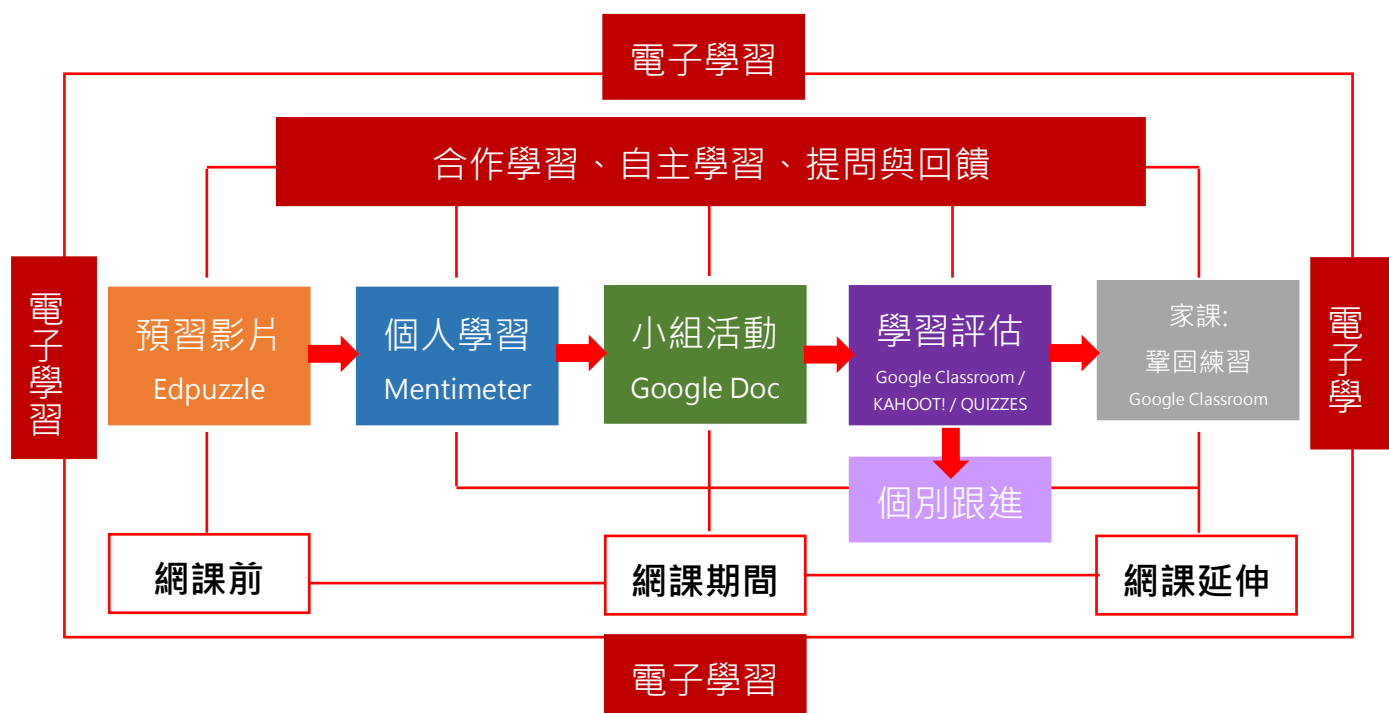 電子學習
合作學習、自主學習、提問與回饋
電子學習
預習影片
Edpuzzle
個人學習
Mentimeter
小組活動
Google Doc
學習評估
Google Classroom /
KAHOOT! / QUIZZES
家課:
鞏固練習
Google Classroom
電子學
個別跟進
網課前
網課期間
網課延伸
電子學習